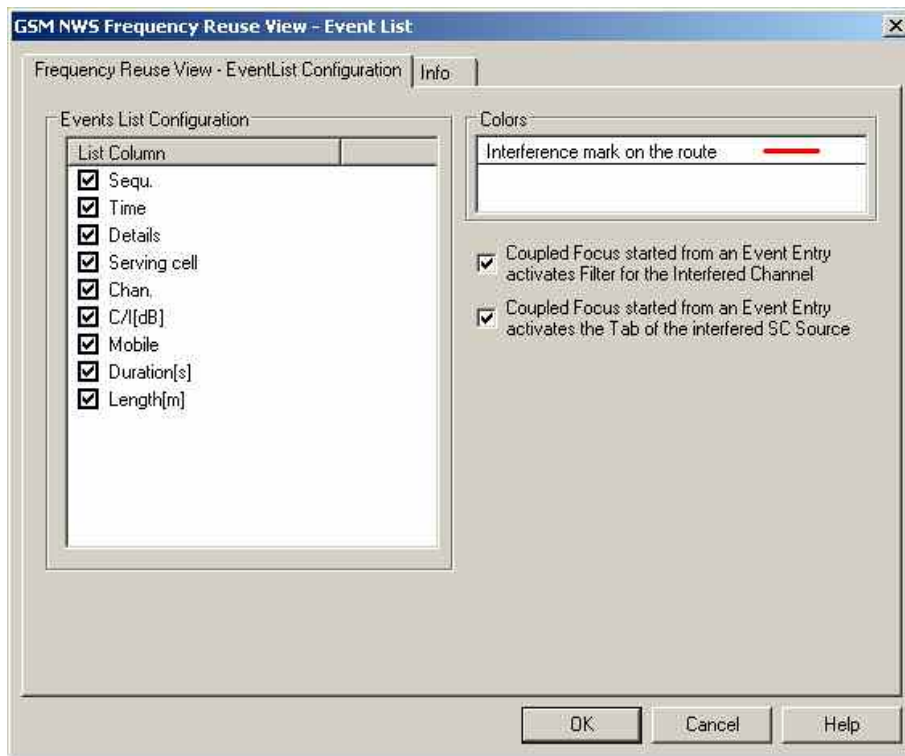 GSM NWS Frequency Reuse View - Event List
Frequency Reuse View - EventList Configuration
Info
Events List Configuration
List Column
Sequ.
Time
Details
Serving cell
Chan.
C/I[dB]
Mobile
Duration[s]
Length[m]
Colors
Interference mark on the route
Coupled Focus started from an Event Entry
activates Filter for the Interfered Channel
Coupled Focus started from an Event Entry
activates the Tab of the interfered SC Source
OK
Cancel
Help